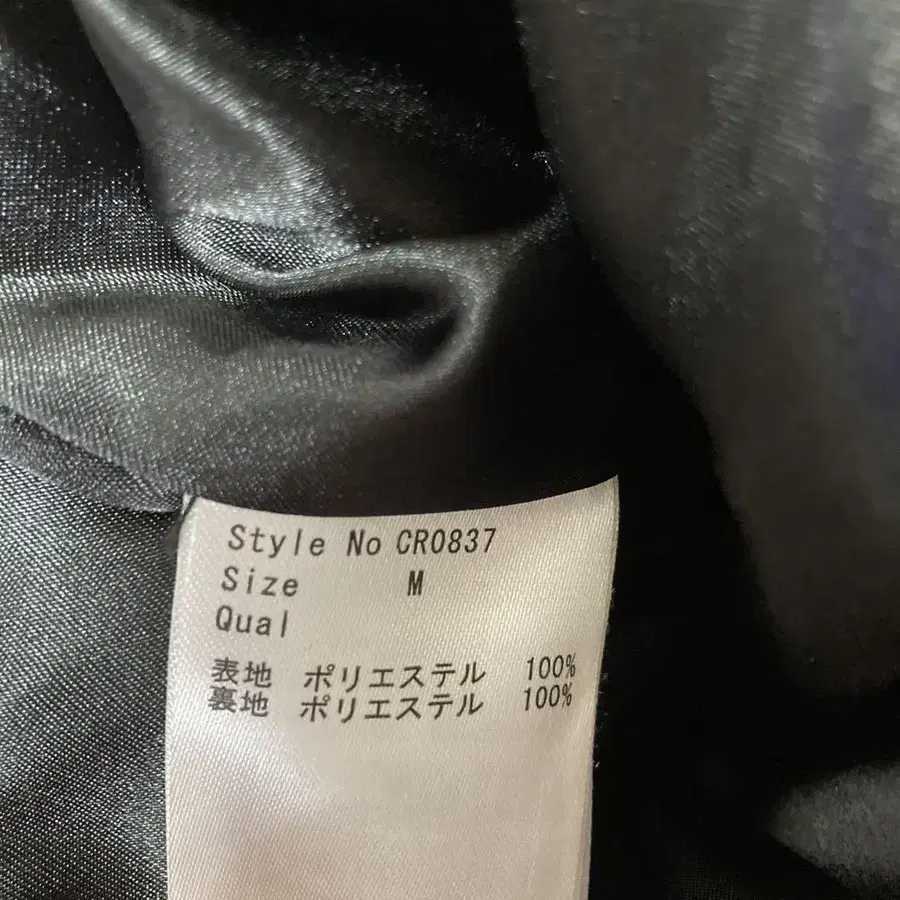 Style No CR0837
Size M
Qual
表地 ポリエステル 100%
裏地 ポリエステル 100%